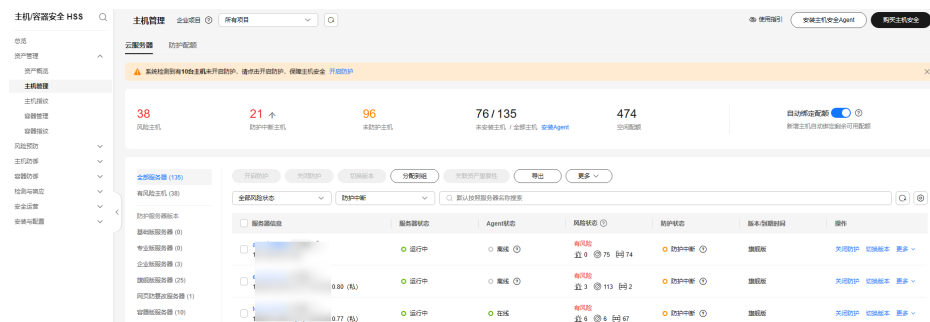 主机/容器安全 HSS
主机管理 企业项目 所有项目 使用指引 安装主机安全Agent 购买主机安全
总览
资产管理
资产概览
主机管理
主机指纹
容器管理
容器指纹
风险预防
主机防御
容器防御
检测与响应
安全运营
安装与配置
云服务器 防护配额
系统检测到有10台主机未开启防护，请点击开启防护，保障主机安全 开启防护
38 21 96 76/135 474 自动绑定配额
风险主机 防护中断主机 未防护主机 未安装主机 / 全部主机 安装Agent 空闲配额 新增主机自动绑定剩余可用配额
全部服务器 (135)
有风险主机 (38)
防护服务器版本
基础版服务器 (0)
专业版服务器 (0)
企业版服务器 (3)
旗舰版服务器 (25)
网页防篡改服务器 (1)
容器版服务器 (10)
开启防护 关闭防护 切换版本 分配到组 关联资产重要性 导出 更多
全部风险状态 防护中断 默认按照服务器名称搜索
服务器信息 服务器状态 Agent状态 风险状态 防护状态 版本/到期时间 操作
运行中 离线 有风险 防护中断 旗舰版 关闭防护 切换版本 更多
0 75 74
运行中 离线 有风险 防护中断 旗舰版 关闭防护 切换版本 更多
0.80 (私) 3 113 2
运行中 在线 有风险 防护中断 旗舰版 关闭防护 切换版本 更多
0.77 (私) 6 6 67